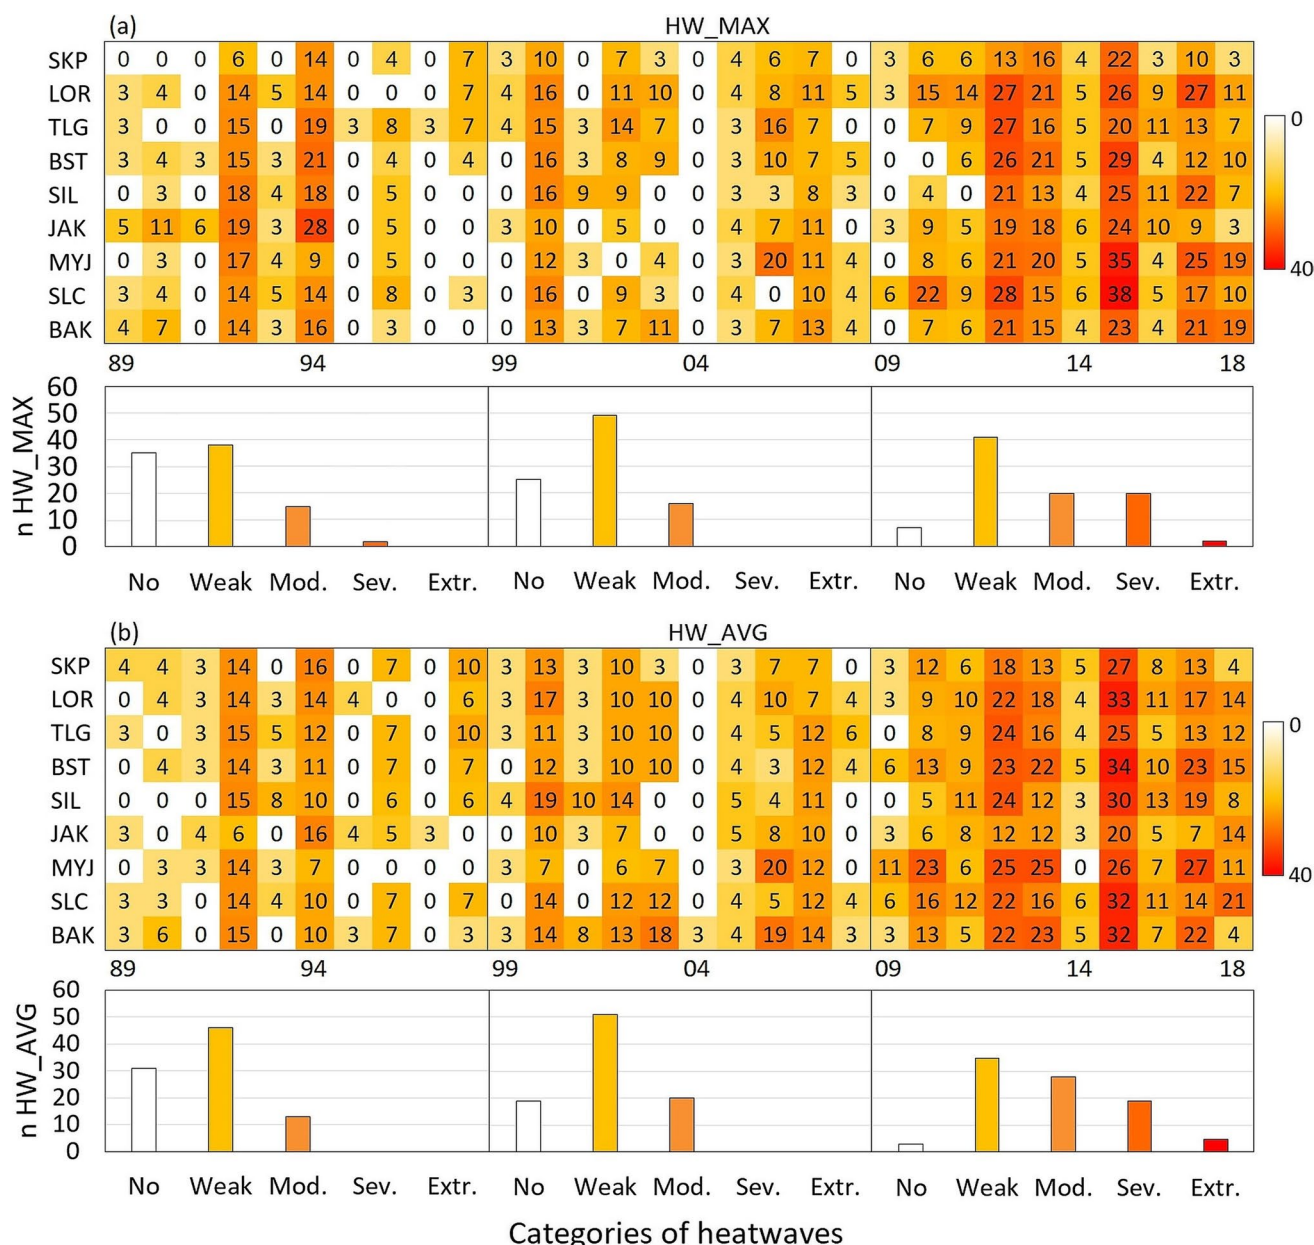 (a) HW_MAX
SKP 0 0 0 6 0 14 0 4 0 7 3 10 0 7 3 0 4 6 7 0 3 6 6 13 16 4 22 3 10 3
LOR 3 4 0 14 5 14 0 0 0 7 4 16 0 11 10 0 4 8 11 5 3 15 14 27 21 5 26 9 27 11
0
TLG 3 0 0 15 0 19 3 8 3 7 4 15 3 14 7 0 3 16 7 0 0 7 9 27 16 5 20 11 13 7
BST 3 4 3 15 3 21 0 4 0 4 0 16 3 8 9 0 3 10 7 5 0 0 6 26 21 5 29 4 12 10
SIL 0 3 0 18 4 18 0 5 0 0 0 16 9 9 0 0 3 3 8 3 0 4 0 21 13 4 25 11 22 7
JAK 5 11 6 19 3 28 0 5 0 0 3 10 0 5 0 0 4 7 11 0 3 9 5 19 18 6 24 10 9 3
MYJ 0 3 0 17 4 9 0 5 0 0 0 12 3 0 4 0 3 20 11 4 0 8 6 21 20 5 35 4 25 19
40
SLC 3 4 0 14 5 14 0 8 0 3 0 16 0 9 3 0 4 0 10 4 6 22 9 28 15 6 38 5 17 10
BAK 4 7 0 14 3 16 0 3 0 0 0 13 3 7 11 0 3 7 13 4 0 7 6 21 15 4 23 4 21 19
89 94 99 04 09 14 18
n HW_MAX
60
50
40
30
20
10
0
No Weak Mod. Sev. Extr. No Weak Mod. Sev. Extr. No Weak Mod. Sev. Extr.
(b) HW_AVG
SKP 4 4 3 14 0 16 0 7 0 10 3 13 3 10 3 0 3 7 7 0 3 12 6 18 13 5 27 8 13 4
LOR 0 4 3 14 3 14 4 0 0 6 3 17 3 10 10 0 4 10 7 4 3 9 10 22 18 4 33 11 17 14
0
TLG 3 0 3 15 5 12 0 7 0 10 3 11 3 10 10 0 4 5 12 6 0 8 9 24 16 4 25 5 13 12
BST 0 4 3 14 3 11 0 7 0 7 0 12 3 10 10 0 4 3 12 4 6 13 9 23 22 5 34 10 23 15
SIL 0 0 0 15 8 10 0 6 0 6 4 19 10 14 0 0 5 4 11 0 0 5 11 24 12 3 30 13 19 8
JAK 3 0 4 6 0 16 4 5 3 0 0 10 3 7 0 0 5 8 10 0 3 6 8 12 12 3 20 5 7 14
MYJ 0 3 3 14 3 7 0 0 0 0 3 7 0 6 7 0 3 20 12 0 11 23 6 25 25 0 26 7 27 11
40
SLC 3 3 0 14 4 10 0 7 0 7 0 14 0 12 12 0 4 5 12 4 6 16 12 22 16 6 32 11 14 21
BAK 3 6 0 15 0 10 3 7 0 3 3 14 8 13 18 3 4 19 14 3 3 13 5 22 23 5 32 7 22 4
89 94 99 04 09 14 18
n HW_AVG
60
50
40
30
20
10
0
No Weak Mod. Sev. Extr. No Weak Mod. Sev. Extr. No Weak Mod. Sev. Extr.
Categories of heatwaves